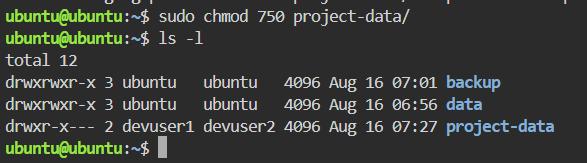 ubuntu@ubuntu:~$ sudo chmod 750 project-data/
ubuntu@ubuntu:~$ ls -l
total 12
drwxrwxr-x 3 ubuntu   ubuntu   4096 Aug 16 07:01 backup
drwxrwxr-x 3 ubuntu   ubuntu   4096 Aug 16 06:56 data
drwxr-x--- 2 devuser1 devuser2 4096 Aug 16 07:27 project-data
ubuntu@ubuntu:~$